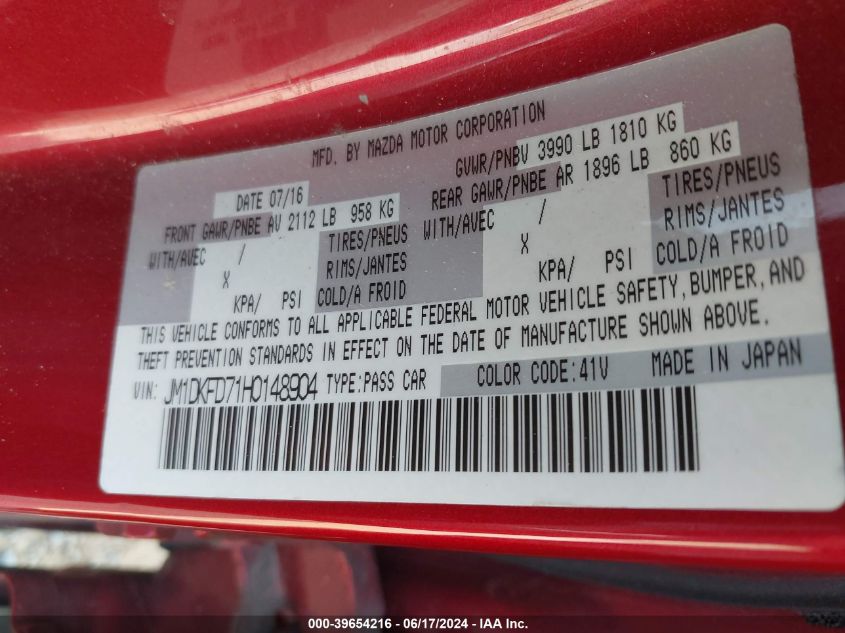 MFD. BY MAZDA MOTOR CORPORATION
DATE 07/16
GVWR/PNBV 3990 LB 1810 KG
FRONT GAWR/PNBE AV 2112 LB 958 KG
REAR GAWR/PNBE AR 1896 LB 860 KG
WITH/AVEC / TIRES/PNEUS
X RIMS/JANTES
KPA/ PSI COLD/A FROID
WITH/AVEC / TIRES/PNEUS
X RIMS/JANTES
KPA/ PSI COLD/A FROID
THIS VEHICLE CONFORMS TO ALL APPLICABLE FEDERAL MOTOR VEHICLE SAFETY, BUMPER, AND
THEFT PREVENTION STANDARDS IN EFFECT ON THE DATE OF MANUFACTURE SHOWN ABOVE.
VIN: JM1DKFD71H0148904 TYPE:PASS CAR COLOR CODE:41V MADE IN JAPAN
000-39654216 - 06/17/2024 - IAA Inc.